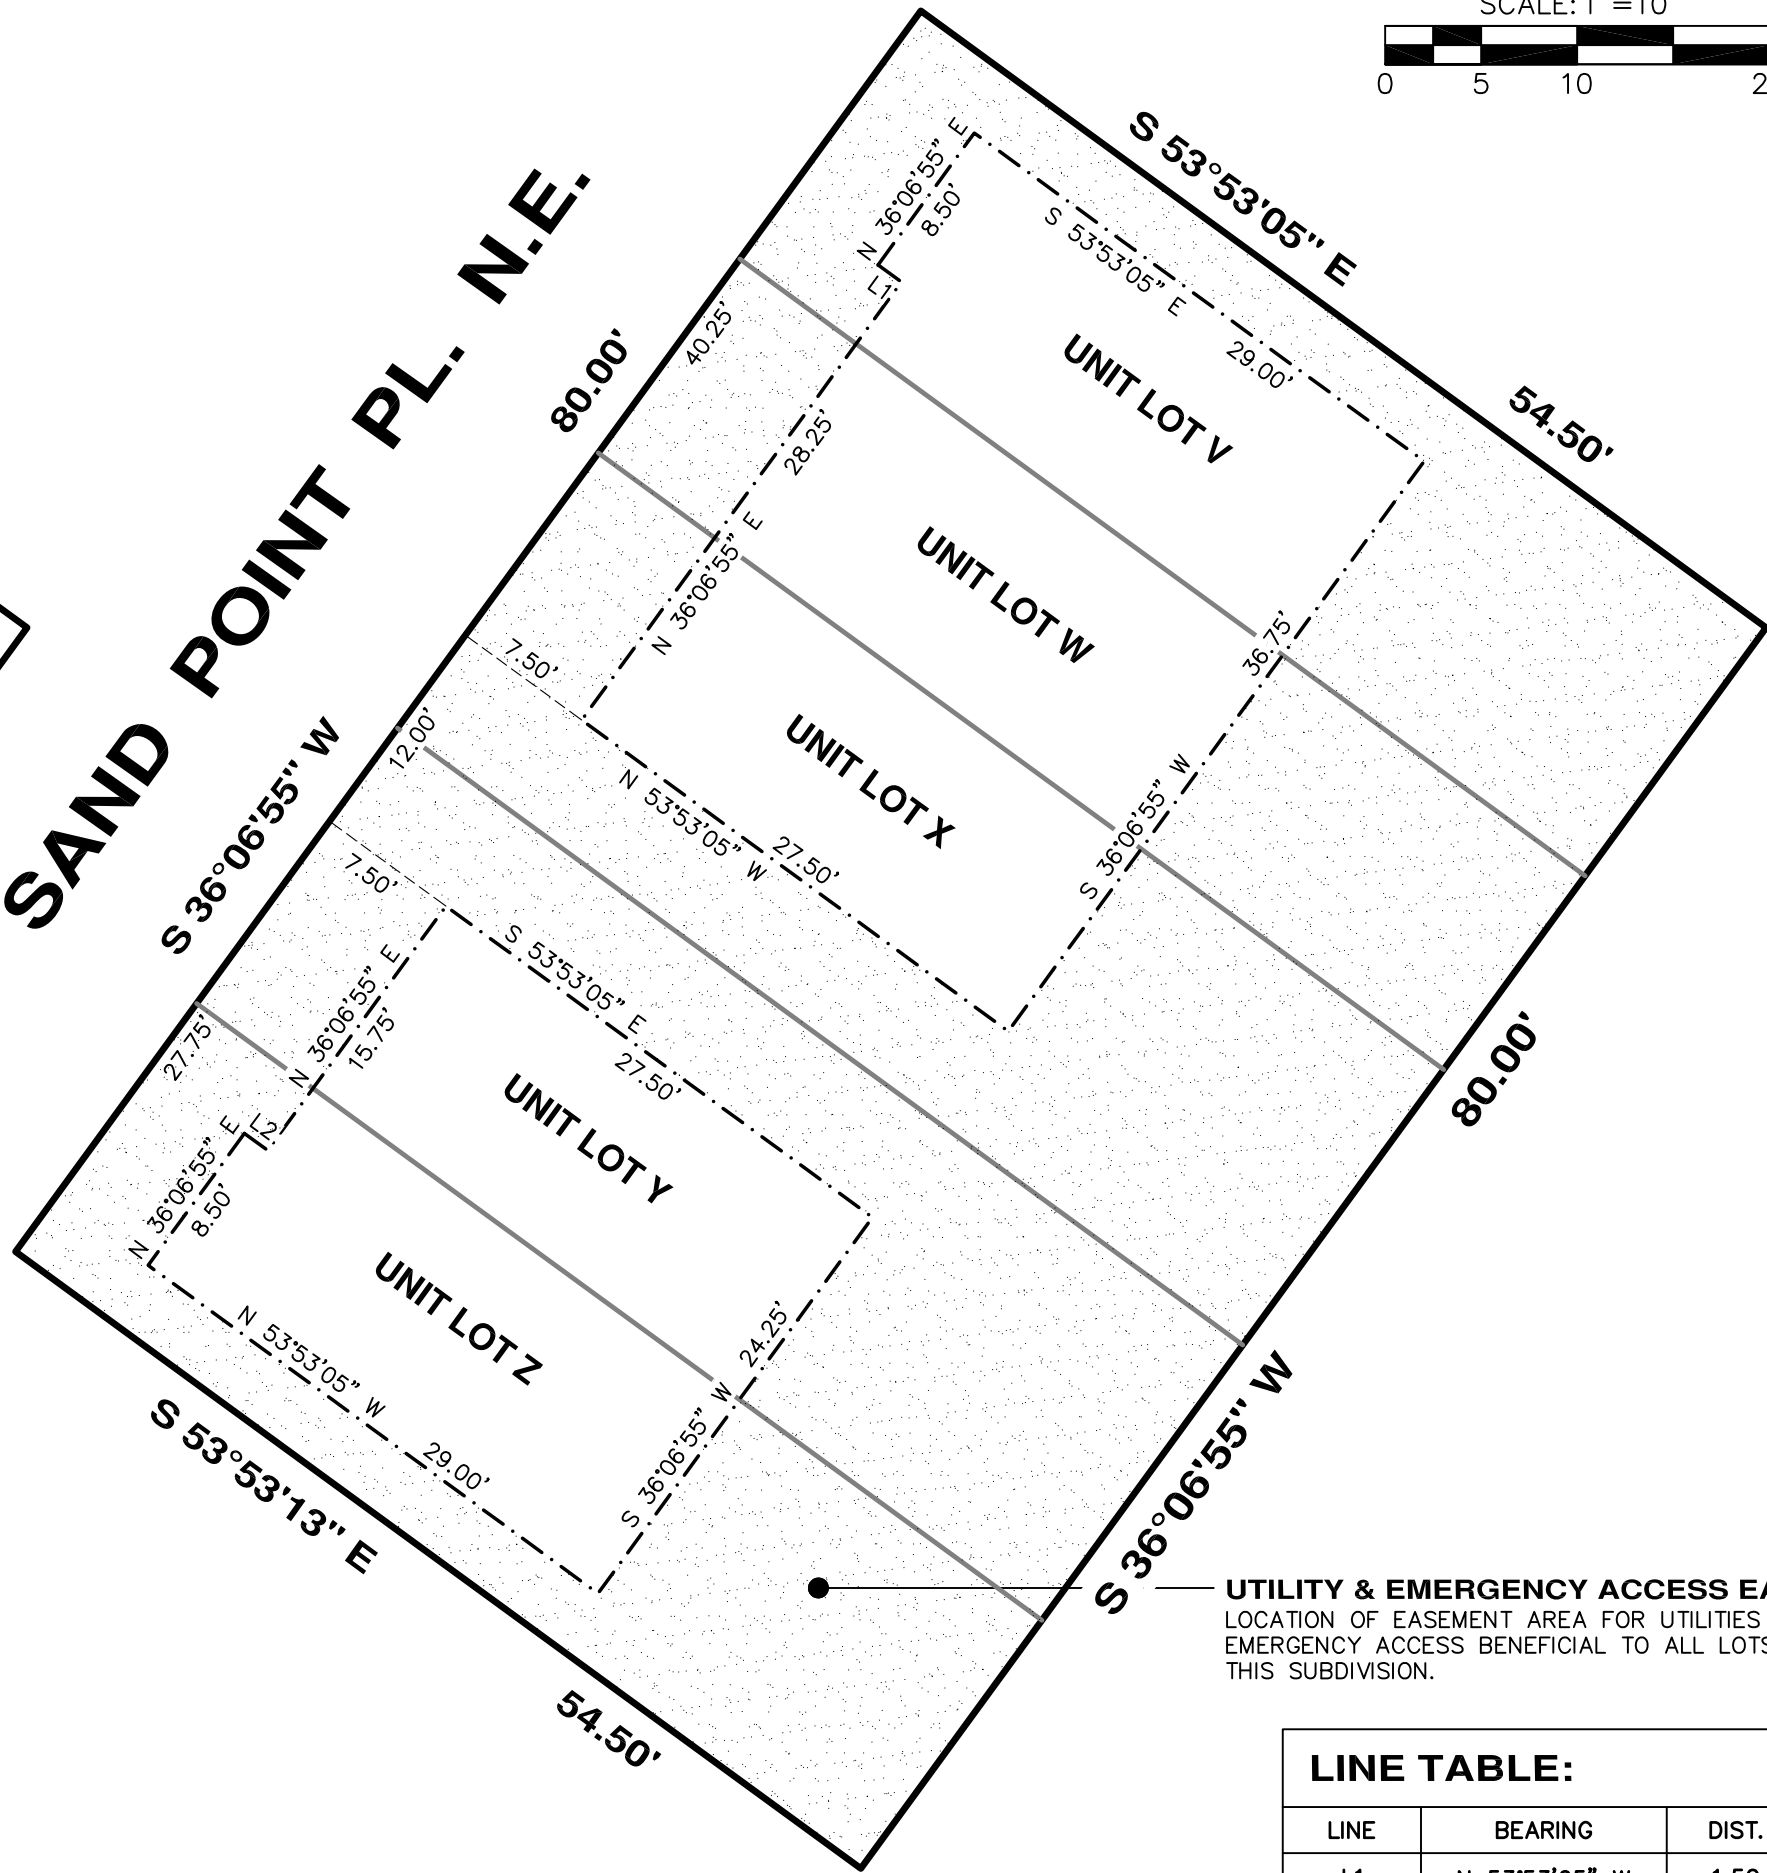 SCALE: 1"=10'
0 5 10
S 53°53'05" E
54.50'
SAND POINT PL. N.E.
80.00'
S 36°06'55" W
N 36°06'55" E
8.50'
L1
S 53°53'05" E
29.00'
40.25'
UNIT LOT V
28.25'
N 36°06'55" E
UNIT LOT W
36.75'
S 36°06'55" W
7.50'
UNIT LOT X
12.00'
N 53°53'05" W
27.50'
7.50'
S 53°53'05" E
27.50'
N 36°06'55" E
15.75'
27.75'
UNIT LOT Y
L2
N 36°06'55" E
8.50'
UNIT LOT Z
24.25'
S 36°06'55" W
N 53°53'05" W
29.00'
80.00'
S 36°06'55" W
S 53°53'13" E
54.50'
UTILITY & EMERGENCY ACCESS
LOCATION OF EASEMENT AREA FOR UTILITIES
EMERGENCY ACCESS BENEFICIAL TO ALL LOTS
THIS SUBDIVISION.
LINE TABLE:
LINE BEARING DIST.
L1 N 53°53'05" W 1.50